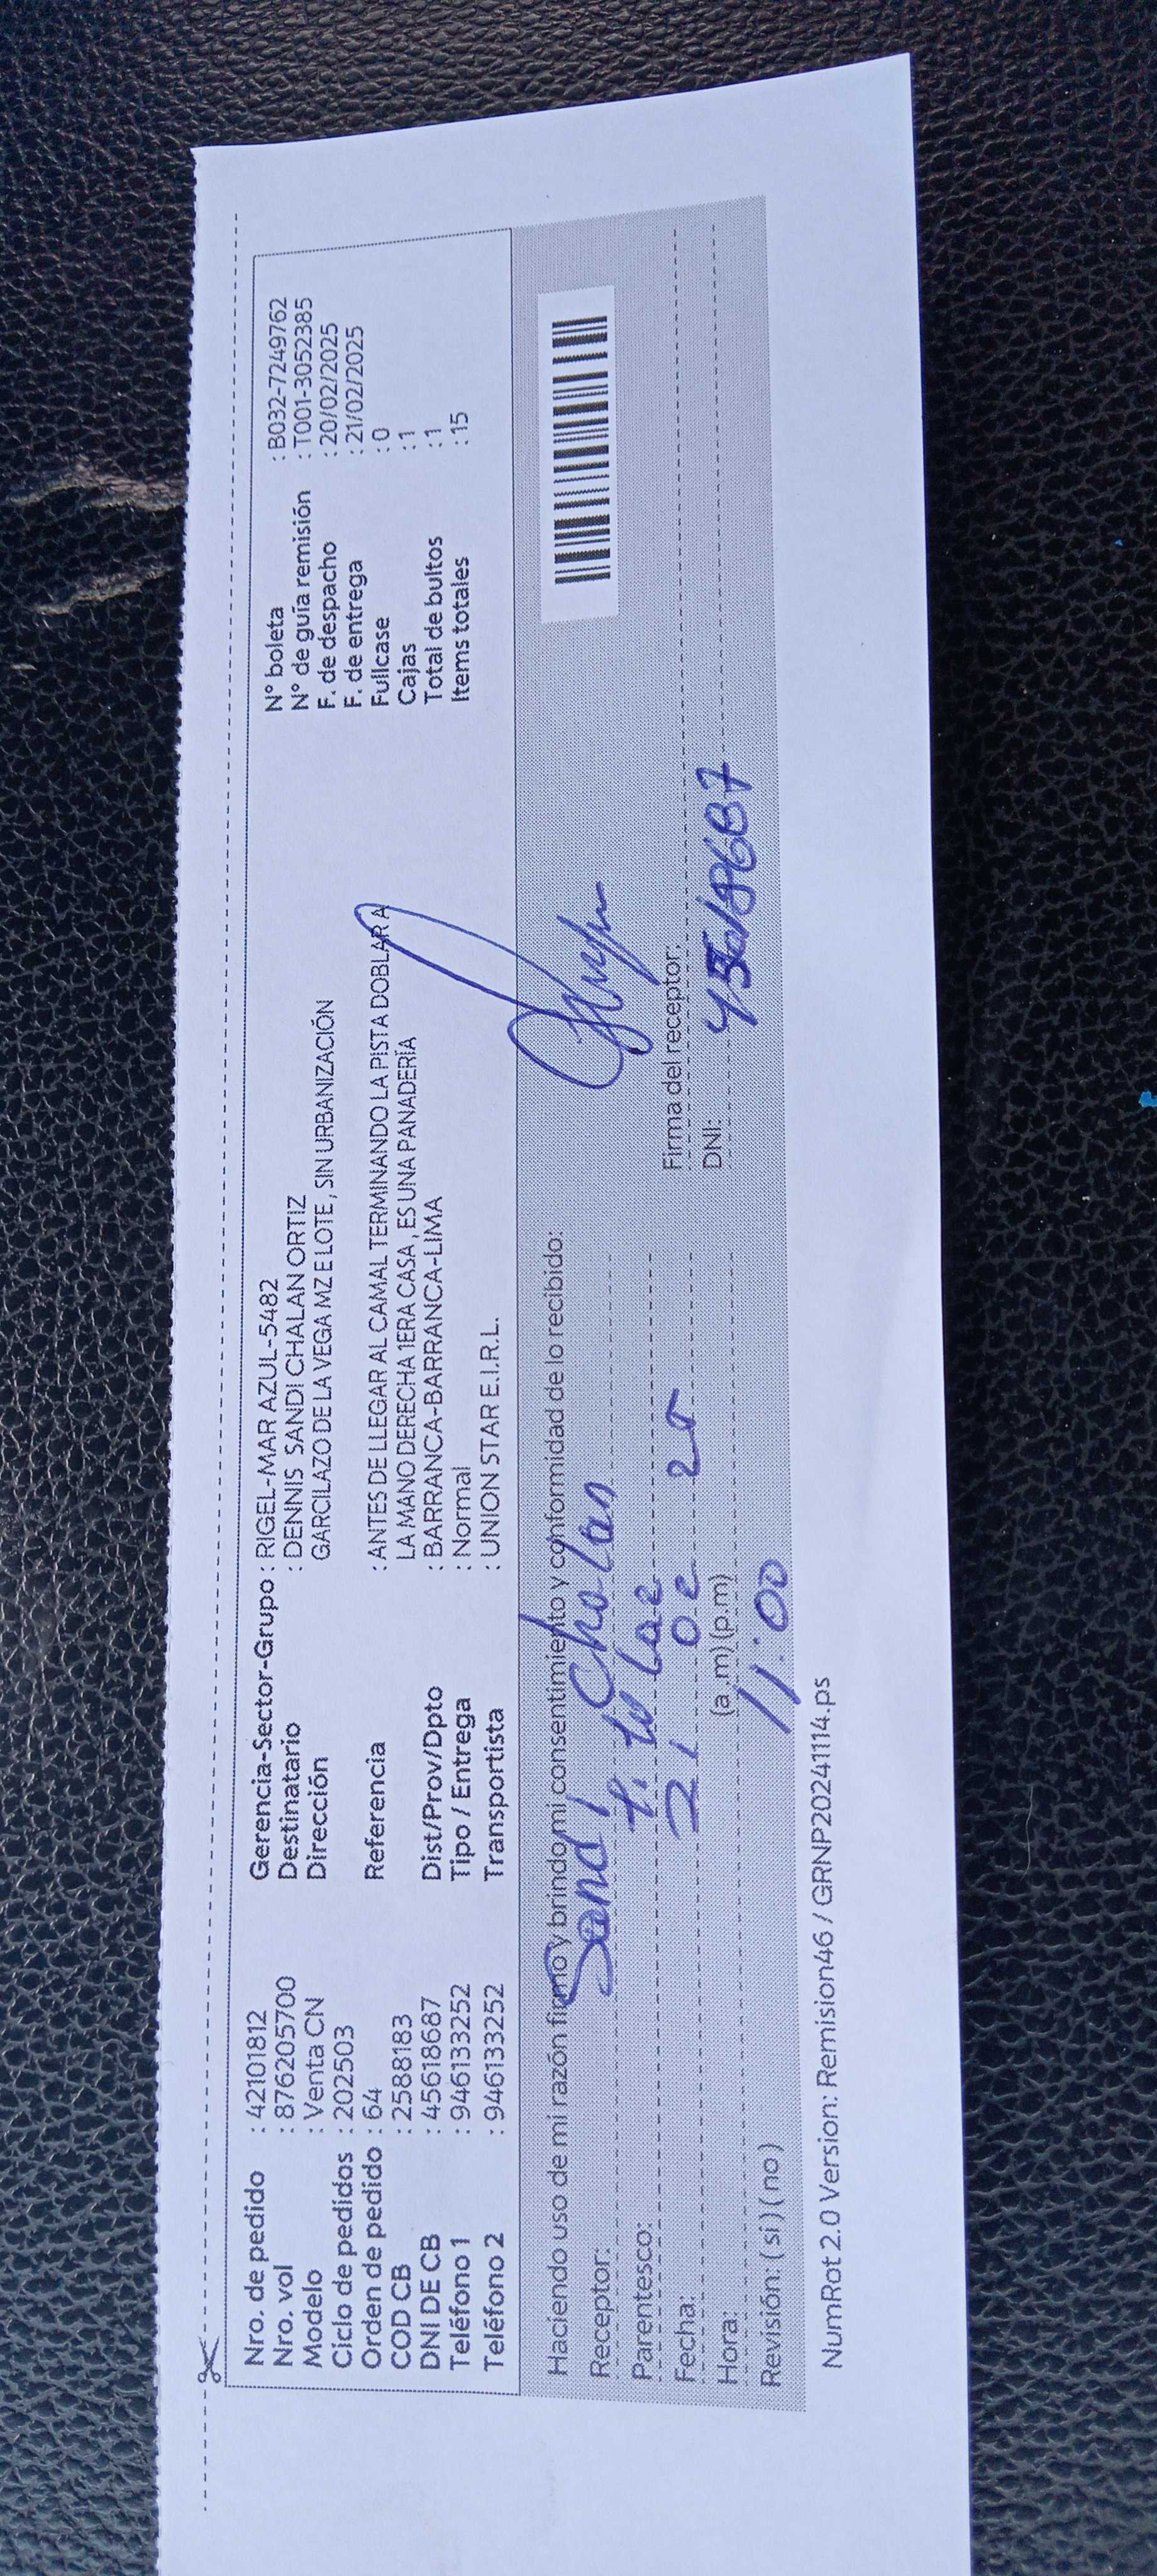 Nro. de pedido : 42101812
Nro. vol : 876205700
Modelo : Venta CN
Ciclo de pedidos : 202503
Orden de pedido : 64
COD CB : 2588183
DNI DE CB : 45618687
Teléfono 1 : 946133252
Teléfono 2 : 946133252
Gerencia-Sector-Grupo : RIGEL-MAR AZUL-5482
Destinatario : DENNIS SANDI CHALAN ORTIZ
Dirección GARCILAZO DE LA VEGA MZ E LOTE , SIN URBANIZACIÓN
Referencia : ANTES DE LLEGAR AL CAMAL TERMINANDO LA PISTA DOBLAR A
LA MANO DERECHA 1ERA CASA , ES UNA PANADERÍA
Dist/Prov/Dpto : BARRANCA-BARRANCA-LIMA
Tipo / Entrega : Normal
Transportista : UNION STAR E.I.R.L.
N° boleta : B032-7249762
N° de guía remisión : T001-3052385
F. de despacho : 20/02/2025
F. de entrega : 21/02/2025
Fullcase : 0
Cajas : 1
Total de bultos : 1
Items totales : 15
Haciendo uso de mi razón firmo y brindo mi consentimiento y conformidad de lo recibido:
Receptor: Sandi Chalan
Parentesco:
Fecha: 21 02 25
Hora: (a .m) (p.m) 11:00
Revisión: ( si ) ( no )
Firma del receptor:
DNI: 45618687
NumRot 2.0 Version: Remision46 / GRNP20241114.ps